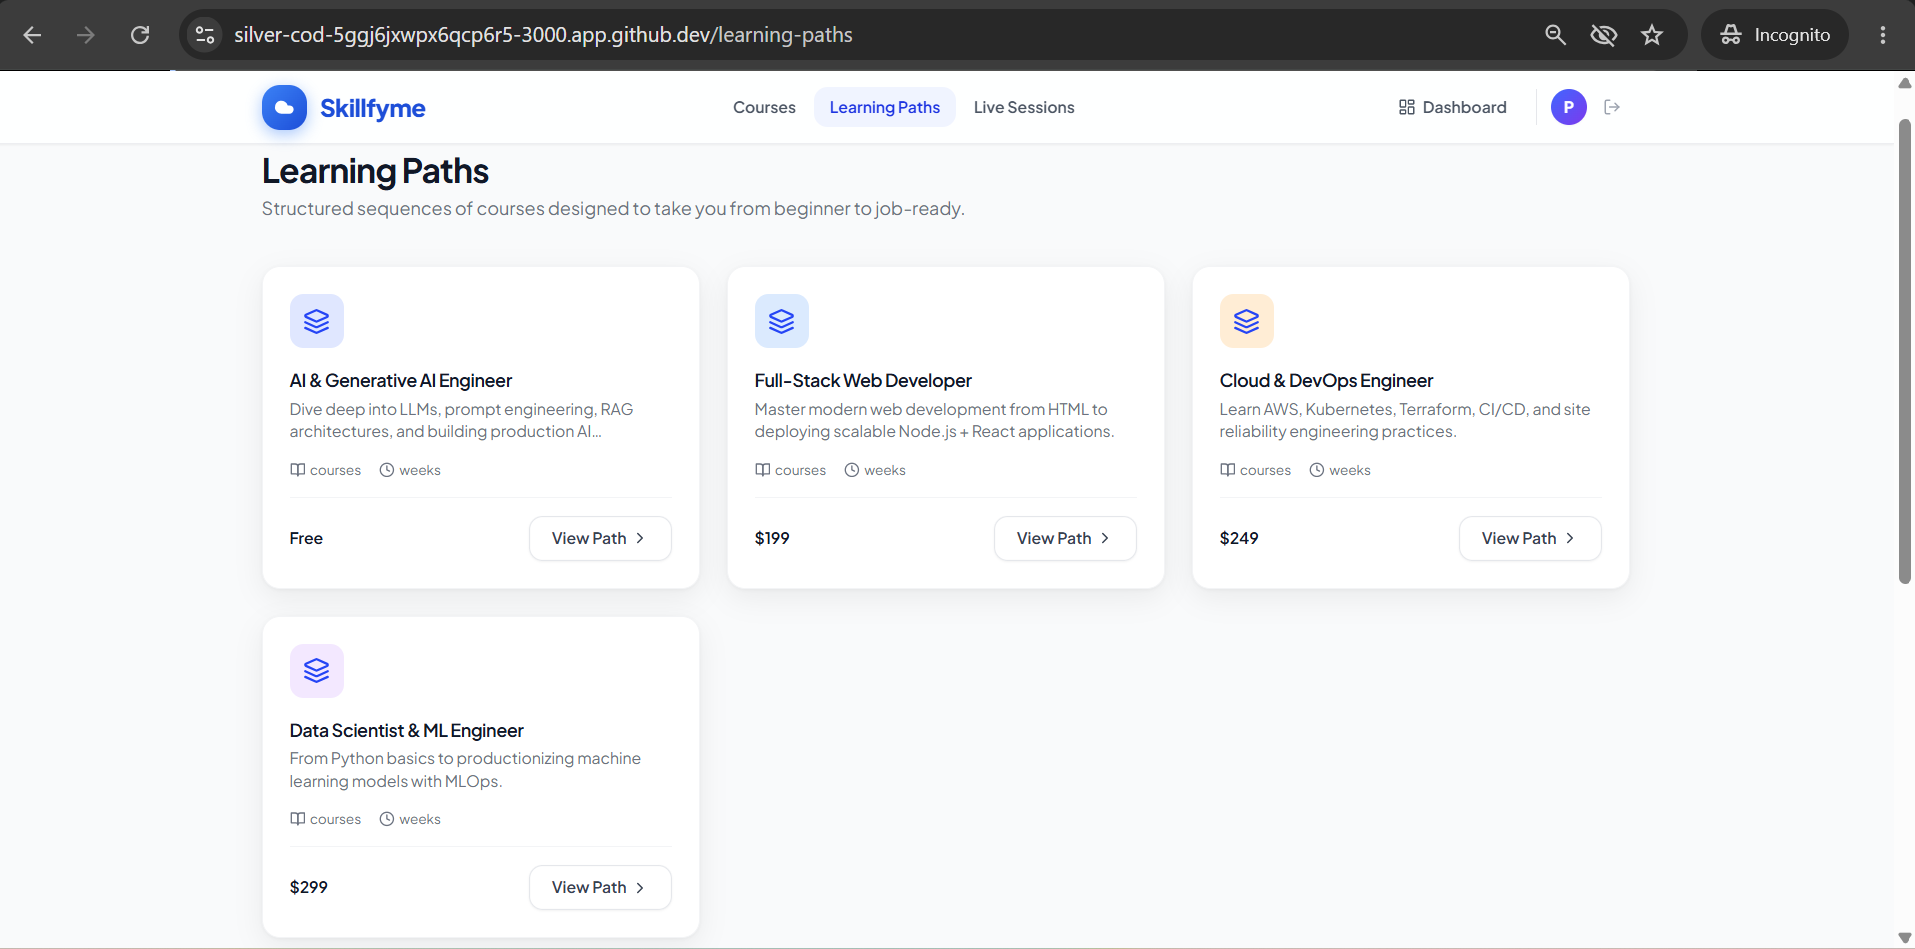 silver-cod-5ggj6jxwpx6qcp6r5-3000.app.github.dev/learning-paths
Incognito
Skillfyme
Courses
Learning Paths
Live Sessions
Dashboard
P
Learning Paths
Structured sequences of courses designed to take you from beginner to job-ready.
AI & Generative AI Engineer
Dive deep into LLMs, prompt engineering, RAG
architectures, and building production AI...
courses weeks
Free
View Path
Full-Stack Web Developer
Master modern web development from HTML to
deploying scalable Node.js + React applications.
courses weeks
$199
View Path
Cloud & DevOps Engineer
Learn AWS, Kubernetes, Terraform, CI/CD, and site
reliability engineering practices.
courses weeks
$249
View Path
Data Scientist & ML Engineer
From Python basics to productionizing machine
learning models with MLOps.
courses weeks
$299
View Path